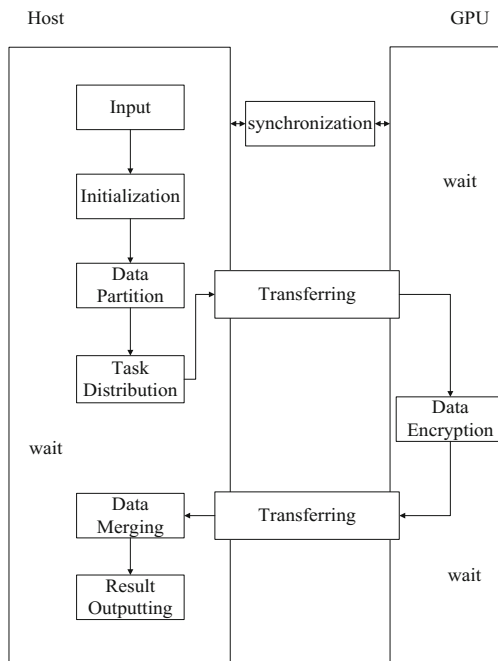 Host
GPU
Input
synchronization
wait
Initialization
Data
Partition
Transferring
Task
Distribution
Data
Encryption
wait
Data
Merging
Transferring
wait
Result
Outputting